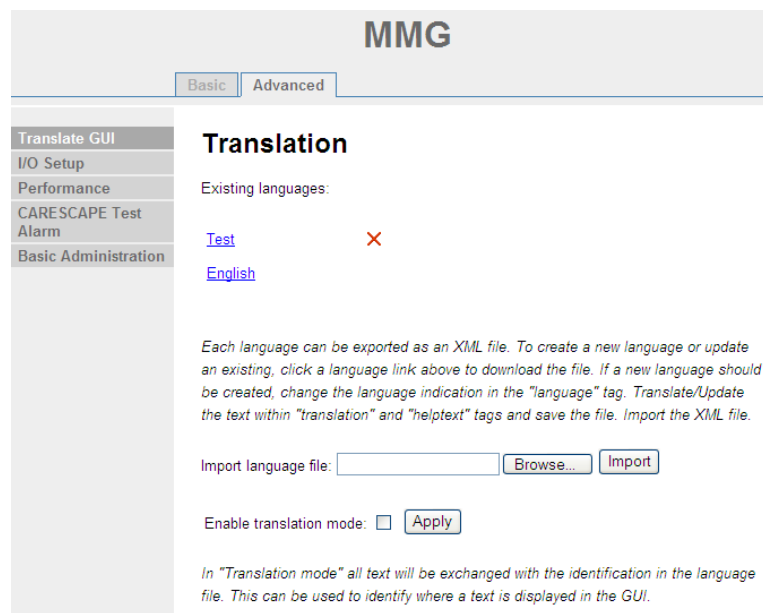 MMG
Basic
Advanced
Translate GUI
I/O Setup
Performance
CARESCAPE Test
Alarm
Basic Administration
Translation
Existing languages:
Test
English
Each language can be exported as an XML file. To create a new language or update
an existing, click a language link above to download the file. If a new language should
be created, change the language indication in the "language" tag. Translate/Update
the text within "translation" and "helptext" tags and save the file. Import the XML file.
Import language file: Browse... Import
Enable translation mode: Apply
In "Translation mode" all text will be exchanged with the identification in the language
file. This can be used to identify where a text is displayed in the GUI.